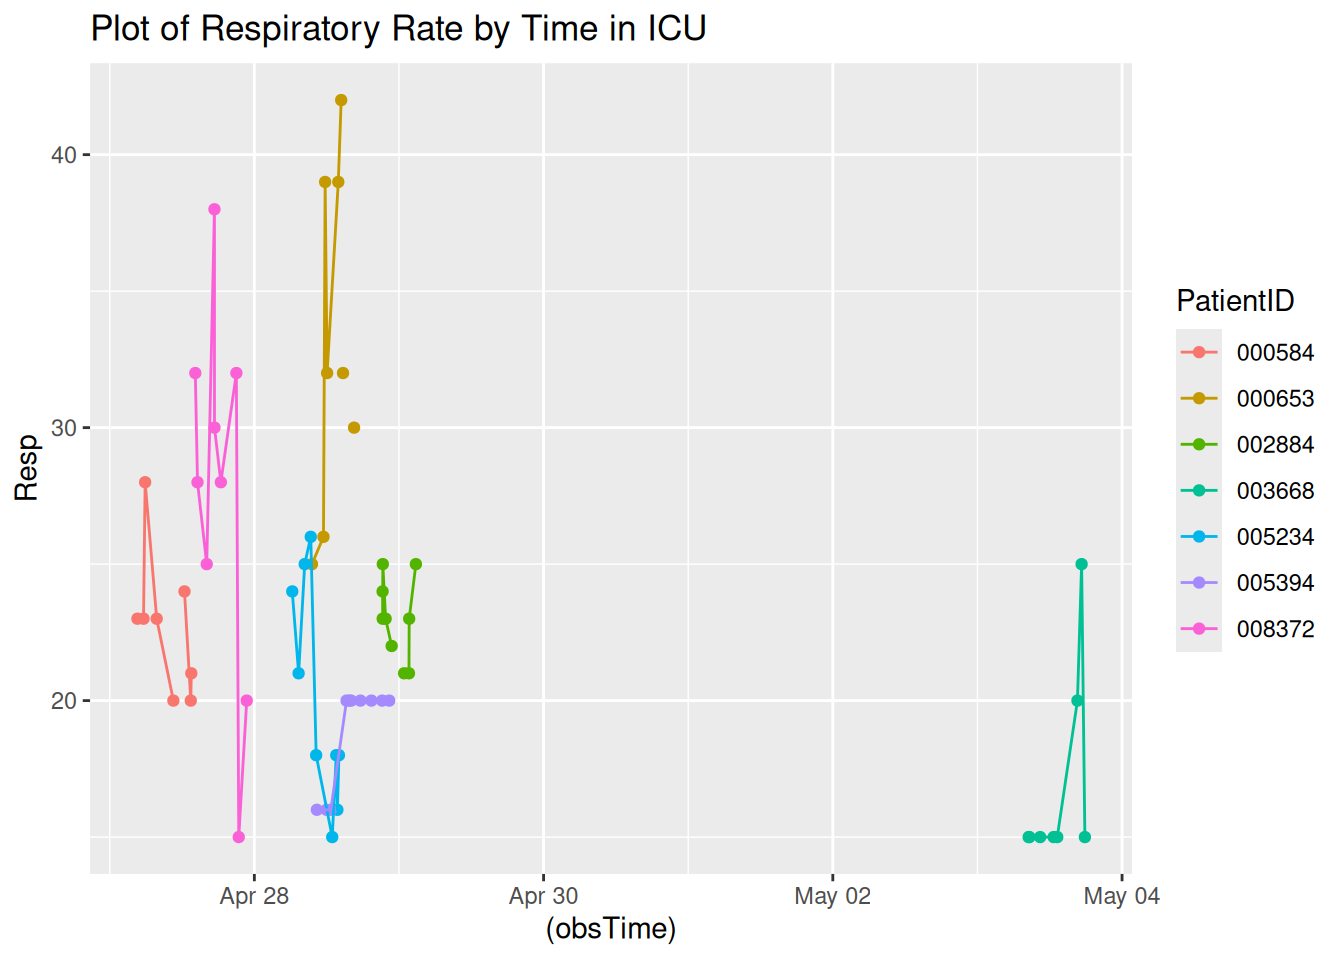 Plot of Respiratory Rate by Time in ICU
Resp
40
30
20
Apr 28
Apr 30
May 02
May 04
(obsTime)
PatientID
000584
000653
002884
003668
005234
005394
008372